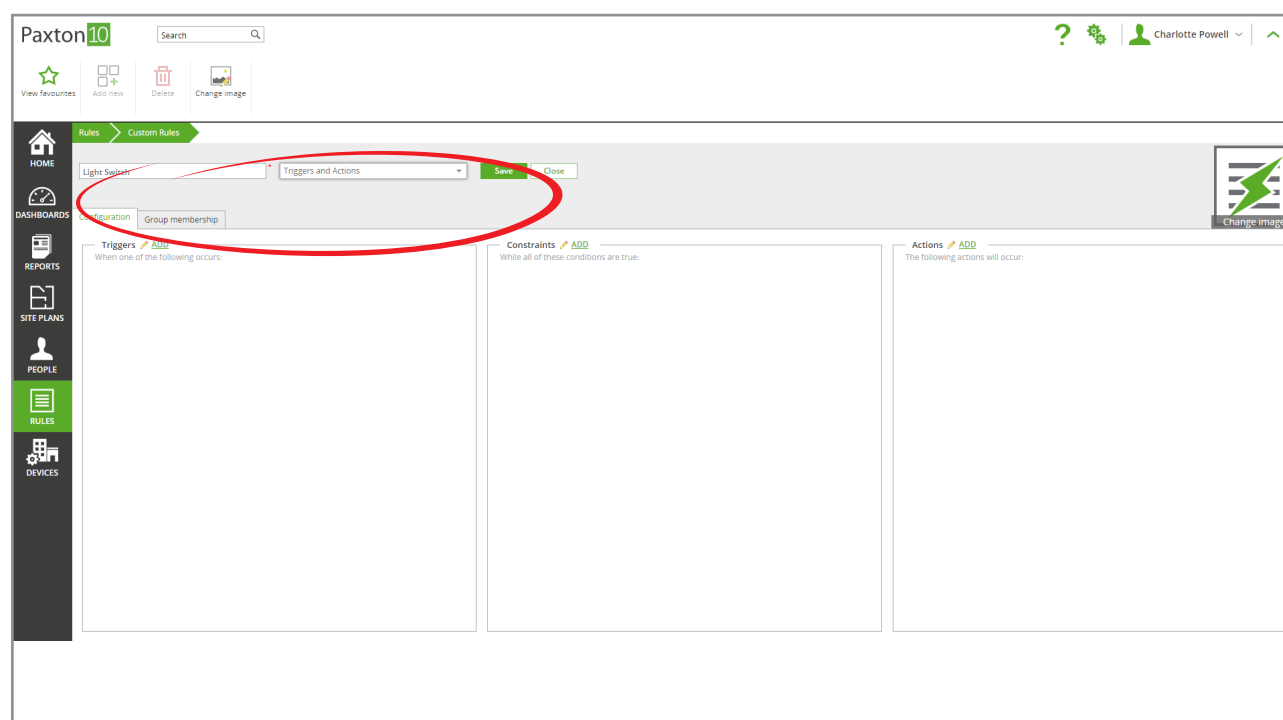 Paxton10
Search
Charlotte Powell
View favourites
Add new
Delete
Change image
HOME
DASHBOARDS
REPORTS
SITE PLANS
PEOPLE
RULES
DEVICES
Rules
Custom Rules
Light Switch
*
Triggers and Actions
Save
Close
Change image
Configuration
Group membership
Triggers ADD
When one of the following occurs:
Constraints ADD
While all of these conditions are true:
Actions ADD
The following actions will occur: